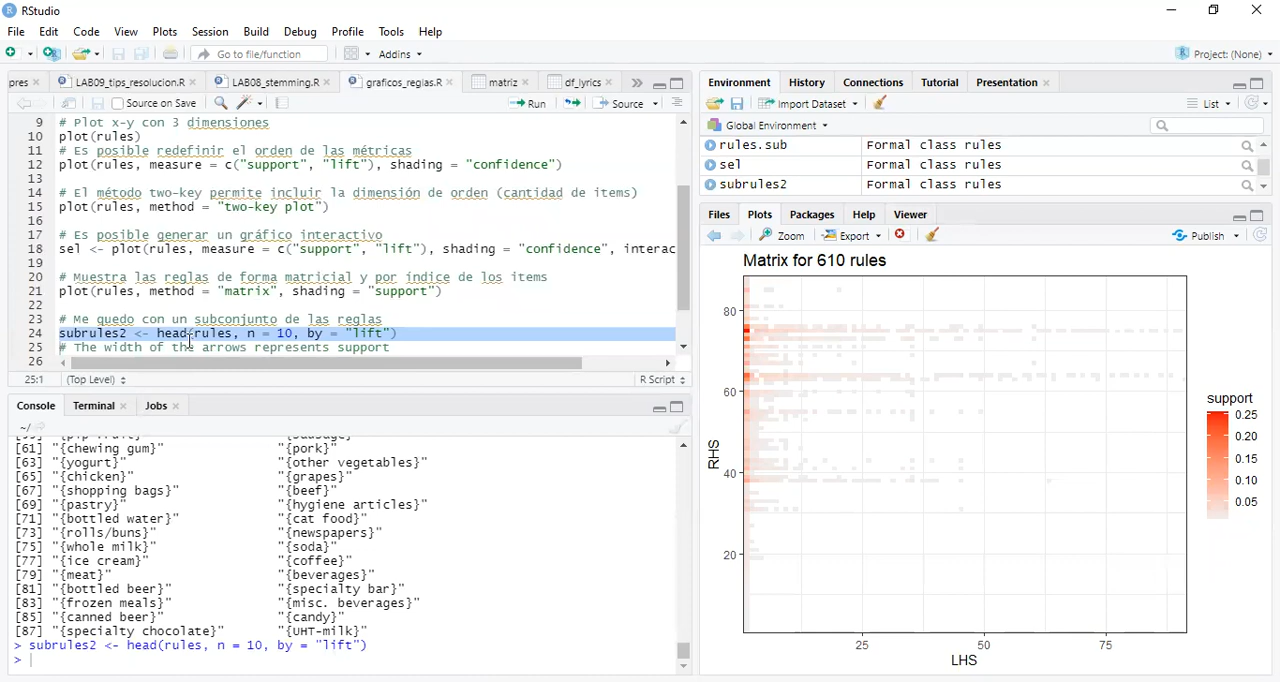 RStudio
File Edit Code View Plots Session Build Debug Profile Tools Help
Go to file/function Addins Project: (None)
pres LAB09_tips_resolucion.R LAB08_stemming.R graficos_reglas.R matriz df_lyrics
Source on Save Run Source
9 # Plot x-y con 3 dimensiones
10 plot(rules)
11 # Es posible redefinir el orden de las métricas
12 plot(rules, measure = c("support", "lift"), shading = "confidence")
13
14 # El método two-key permite incluir la dimensión de orden (cantidad de items)
15 plot(rules, method = "two-key plot")
16
17 # Es posible generar un gráfico interactivo
18 sel <- plot(rules, measure = c("support", "lift"), shading = "confidence", interac
19
20 # Muestra las reglas de forma matricial y por indice de los items
21 plot(rules, method = "matrix", shading = "support")
22
23 # Me quedo con un subconjunto de las reglas
24 subrules2 <- head(rules, n = 10, by = "lift")
25 # The width of the arrows represents support
26
25:1 (Top Level) R Script
Console Terminal Jobs
~/
[61] "{chewing gum}" "{pork}"
[63] "{yogurt}" "{other vegetables}"
[65] "{chicken}" "{grapes}"
[67] "{shopping bags}" "{beef}"
[69] "{pastry}" "{hygiene articles}"
[71] "{bottled water}" "{cat food}"
[73] "{rolls/buns}" "{newspapers}"
[75] "{whole milk}" "{soda}"
[77] "{ice cream}" "{coffee}"
[79] "{meat}" "{beverages}"
[81] "{bottled beer}" "{specialty bar}"
[83] "{frozen meals}" "{misc. beverages}"
[85] "{canned beer}" "{candy}"
[87] "{specialty chocolate}" "{UHT-milk}"
> subrules2 <- head(rules, n = 10, by = "lift")
>
Environment History Connections Tutorial Presentation
Import Dataset List
Global Environment
rules.sub Formal class rules
sel Formal class rules
subrules2 Formal class rules
Files Plots Packages Help Viewer
Zoom Export Publish
Matrix for 610 rules
80
60
40
20
RHS
25 50 75
LHS
support
0.25
0.20
0.15
0.10
0.05